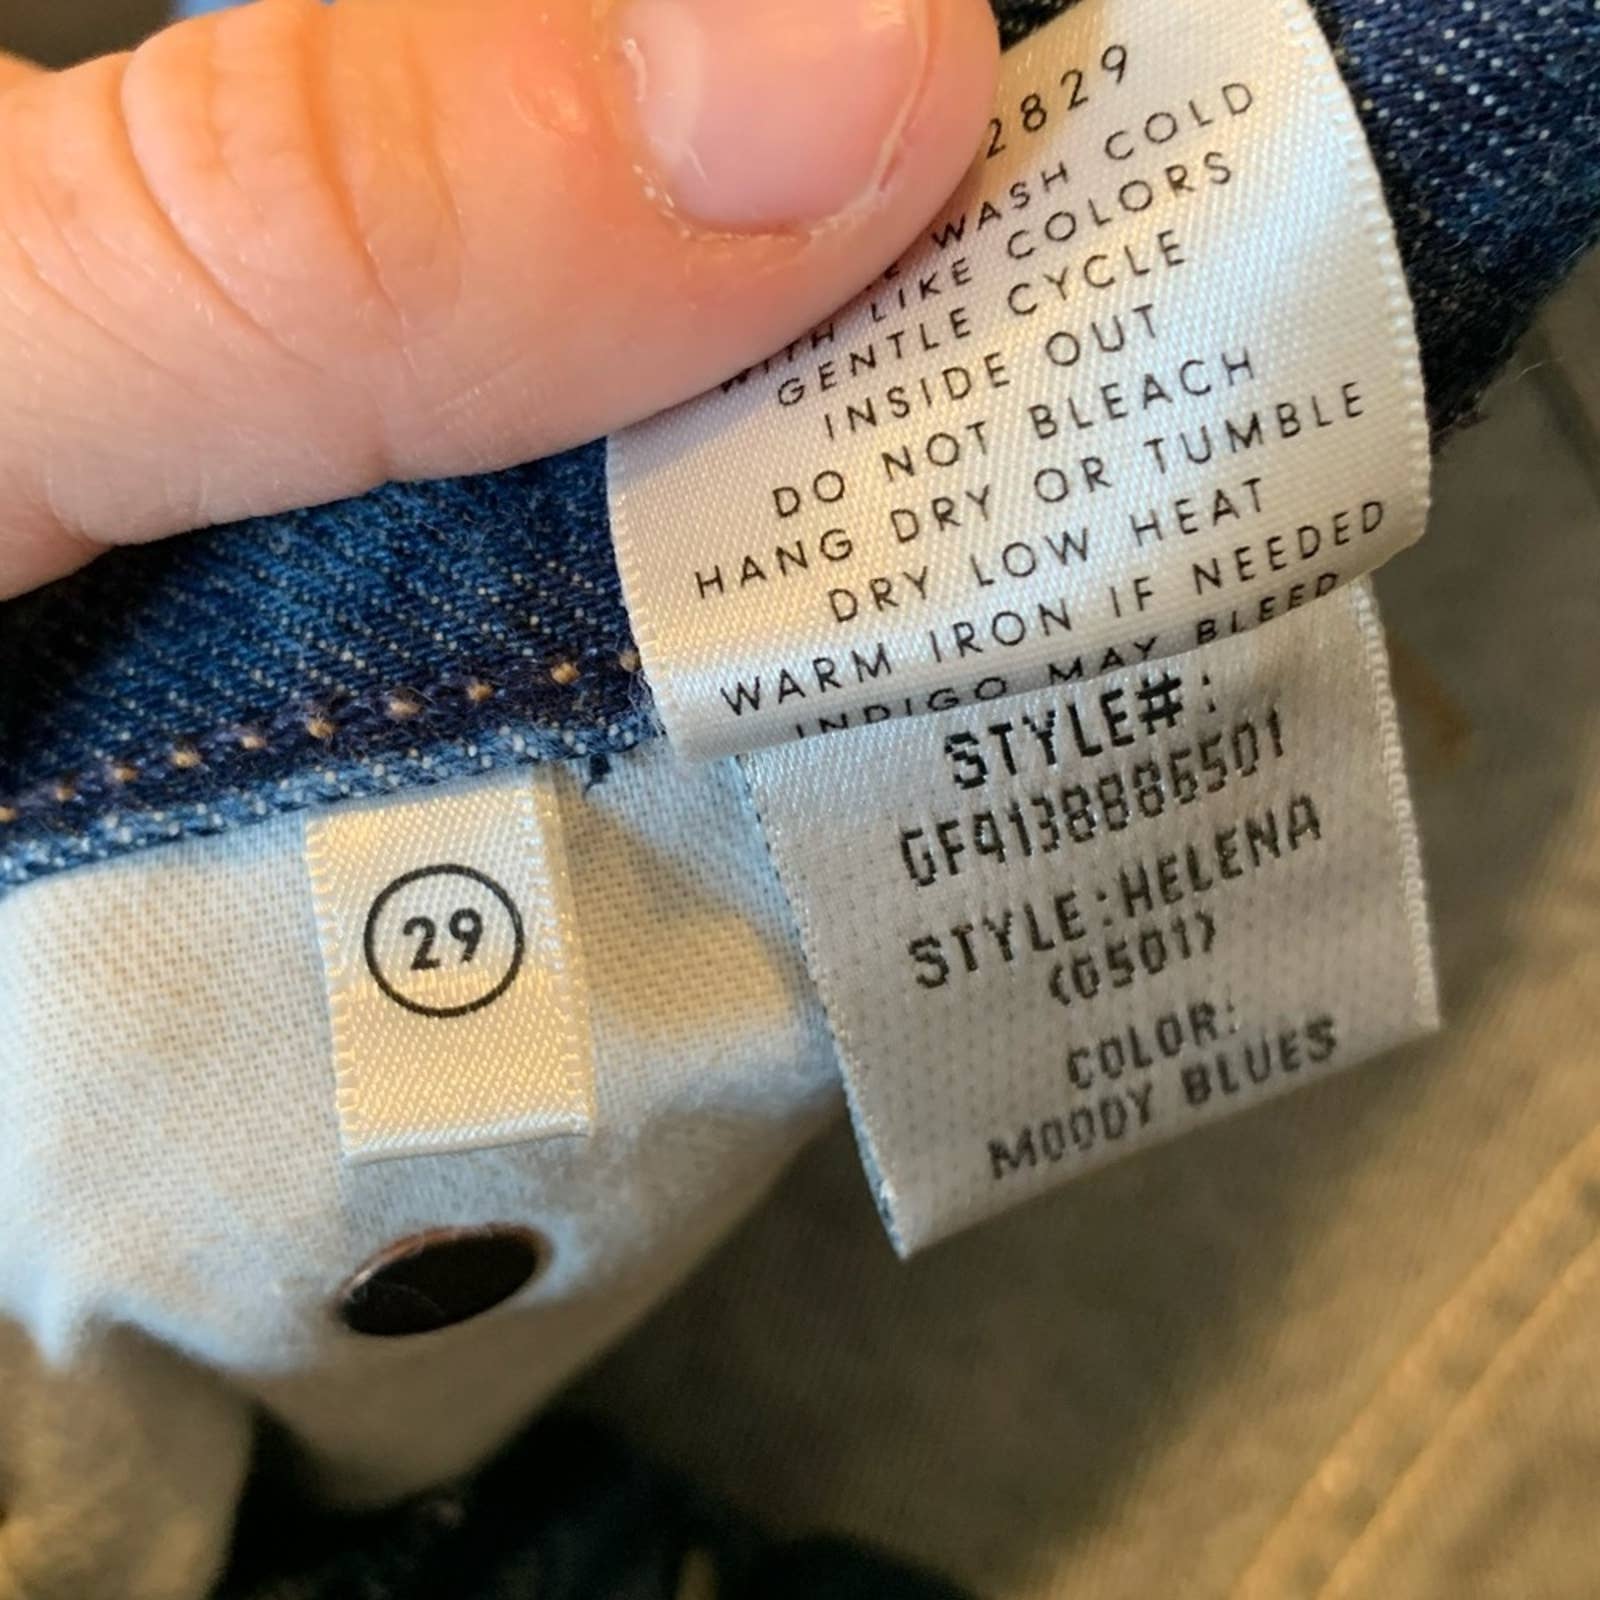 2829
WASH COLD
WITH LIKE COLORS
GENTLE CYCLE
INSIDE OUT
DO NOT BLEACH
HANG DRY OR TUMBLE
DRY LOW HEAT
WARM IRON IF NEEDED
INDIGO MAY BLEED
STYLE#:
GF4138886501
STYLE:HELENA
(G501)
COLOR:
MOODY BLUES
29